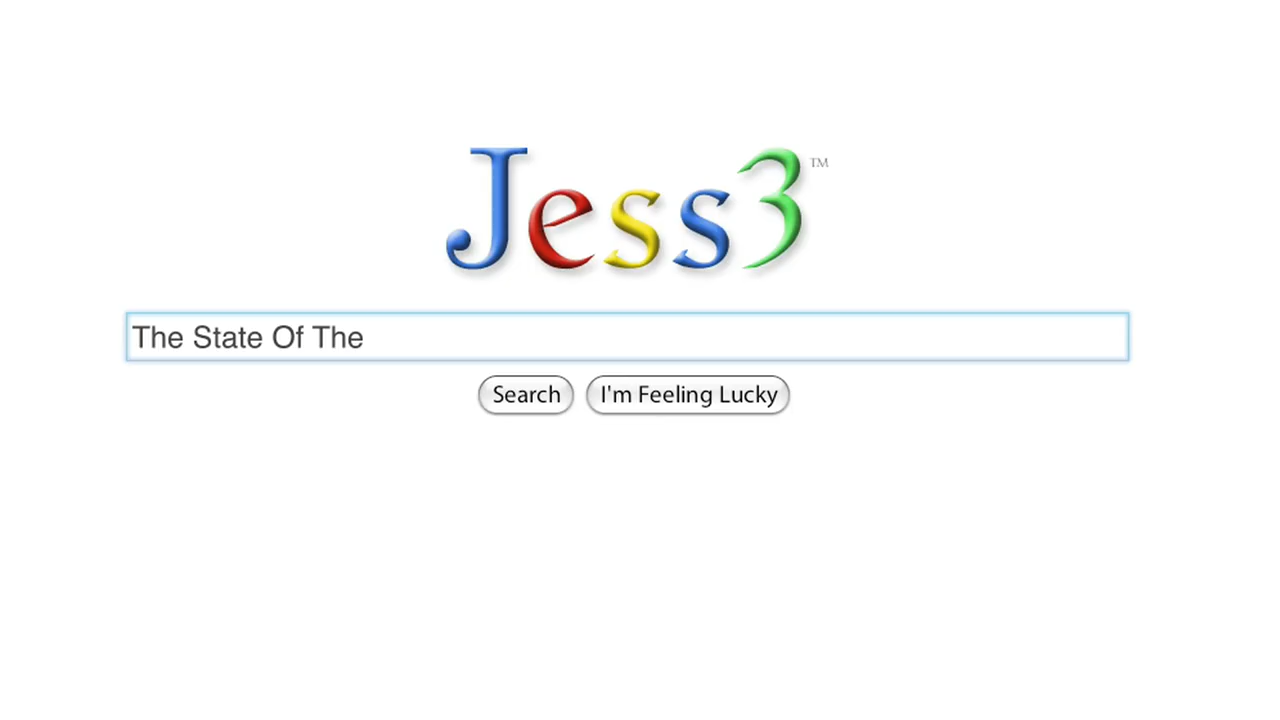 Jess3™
The State Of The
Search I'm Feeling Lucky